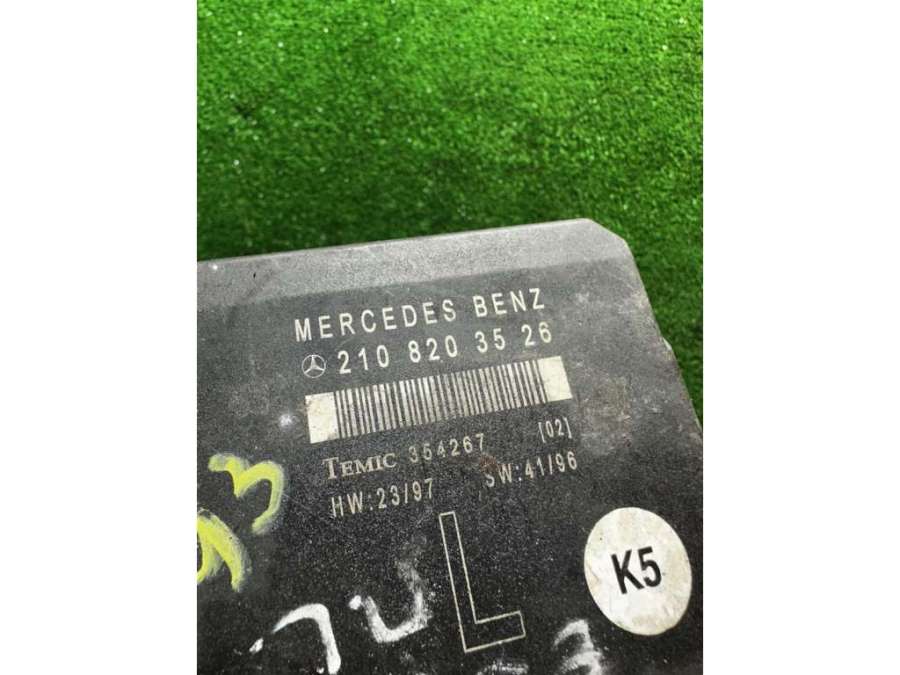 MERCEDES BENZ
210 820 35 26
TEMIC 354267 [02]
HW:23/97 SW:41/96
L
K5